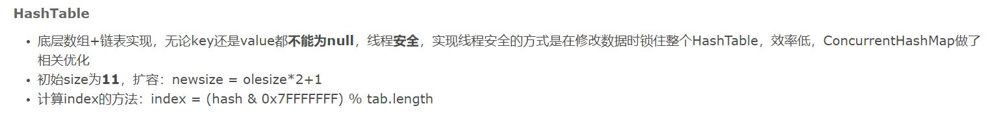 HashTable
• 底层数组+链表实现，无论key还是value都不能为null，线程安全，实现线程安全的方式是在修改数据时锁住整个HashTable，效率低，ConcurrentHashMap做了
相关优化
• 初始size为11，扩容：newsize = olesize*2+1
• 计算index的方法：index = (hash & 0x7FFFFFFF) % tab.length